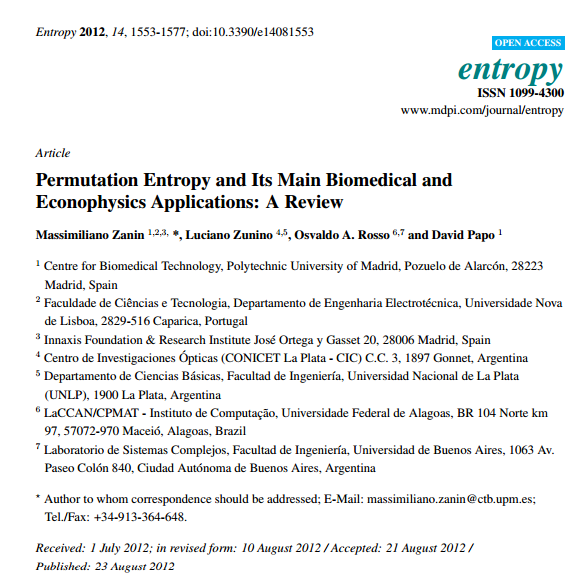 Entropy 2012, 14, 1553-1577; doi:10.3390/e14081553
OPEN ACCESS
entropy
ISSN 1099-4300
www.mdpi.com/journal/entropy
Article
Permutation Entropy and Its Main Biomedical and
Econophysics Applications: A Review
Massimiliano Zanin 1,2,3, *, Luciano Zunino 4,5, Osvaldo A. Rosso 6,7 and David Papo 1
1 Centre for Biomedical Technology, Polytechnic University of Madrid, Pozuelo de Alarcón, 28223
Madrid, Spain
2 Faculdade de Ciências e Tecnologia, Departamento de Engenharia Electrotécnica, Universidade Nova
de Lisboa, 2829-516 Caparica, Portugal
3 Innaxis Foundation & Research Institute José Ortega y Gasset 20, 28006 Madrid, Spain
4 Centro de Investigaciones Ópticas (CONICET La Plata - CIC) C.C. 3, 1897 Gonnet, Argentina
5 Departamento de Ciencias Básicas, Facultad de Ingeniería, Universidad Nacional de La Plata
(UNLP), 1900 La Plata, Argentina
6 LaCCAN/CPMAT - Instituto de Computação, Universidade Federal de Alagoas, BR 104 Norte km
97, 57072-970 Maceió, Alagoas, Brazil
7 Laboratorio de Sistemas Complejos, Facultad de Ingeniería, Universidad de Buenos Aires, 1063 Av.
Paseo Colón 840, Ciudad Autónoma de Buenos Aires, Argentina
* Author to whom correspondence should be addressed; E-Mail: massimiliano.zanin@ctb.upm.es;
Tel./Fax: +34-913-364-648.
Received: 1 July 2012; in revised form: 10 August 2012 / Accepted: 21 August 2012 /
Published: 23 August 2012